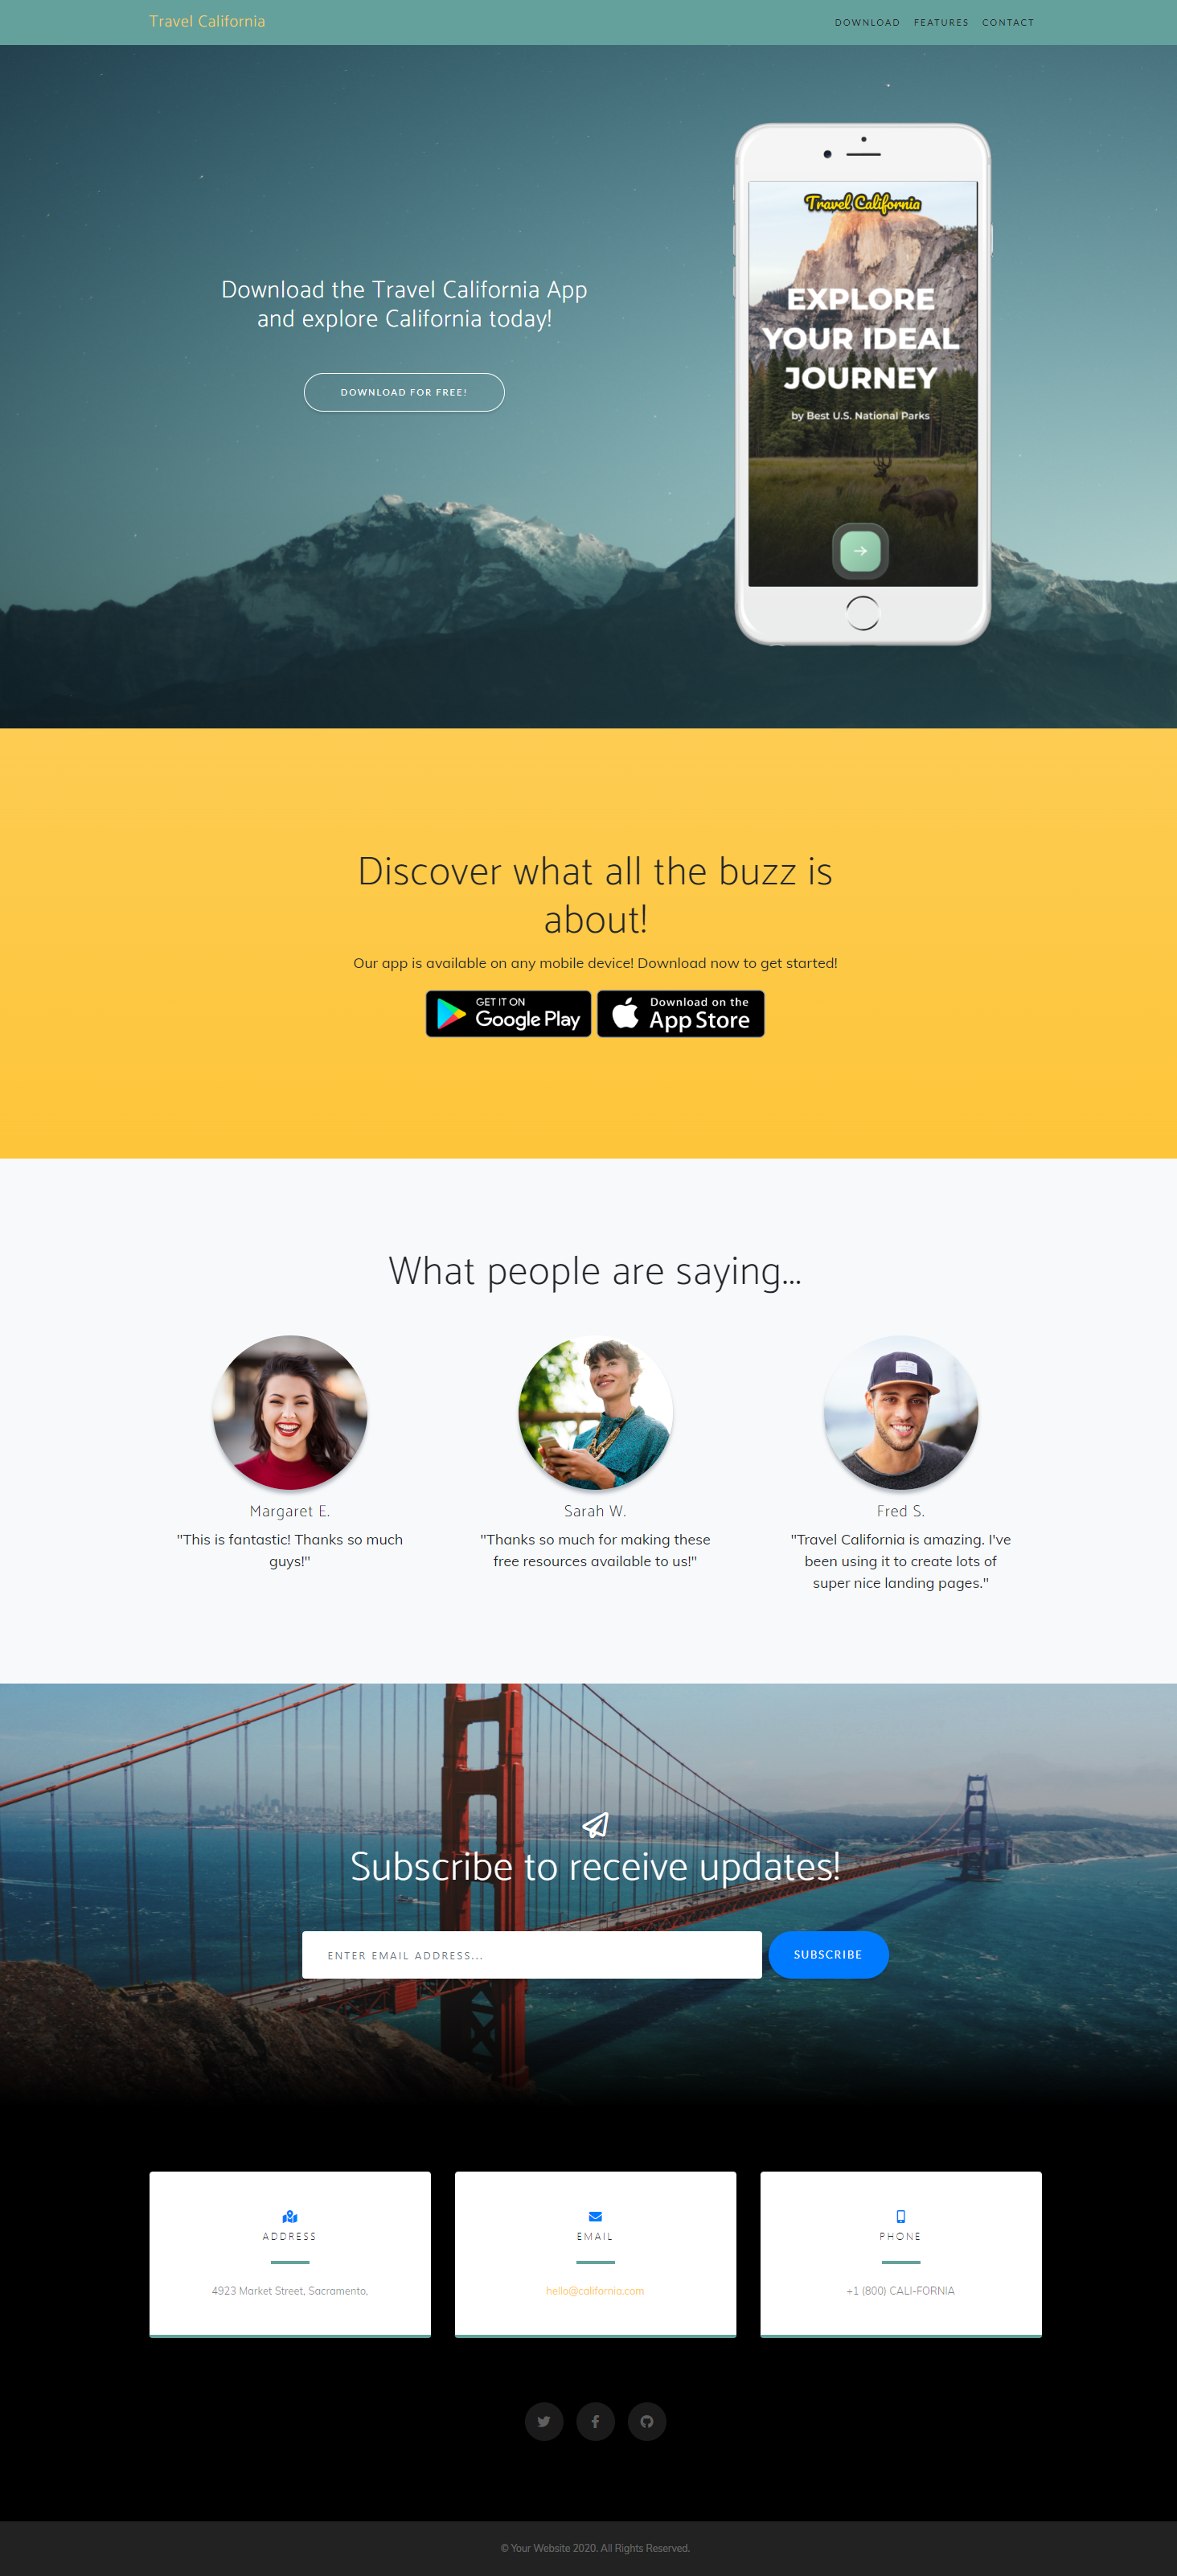 Travel California
DOWNLOAD FEATURES CONTACT
Travel California
EXPLORE
YOUR IDEAL
JOURNEY
by Best U.S. National Parks
Download the Travel California App
and explore California today!
DOWNLOAD FOR FREE!
Discover what all the buzz is
about!
Our app is available on any mobile device! Download now to get started!
GET IT ON
Google Play
Download on the
App Store
What people are saying...
Margaret E.
"This is fantastic! Thanks so much
guys!"
Sarah W.
"Thanks so much for making these
free resources available to us!"
Fred S.
"Travel California is amazing. I've
been using it to create lots of
super nice landing pages."
Subscribe to receive updates!
ENTER EMAIL ADDRESS...
SUBSCRIBE
ADDRESS
4923 Market Street, Sacramento,
EMAIL
hello@california.com
PHONE
+1 (800) CALI-FORNIA
© Your Website 2020. All Rights Reserved.